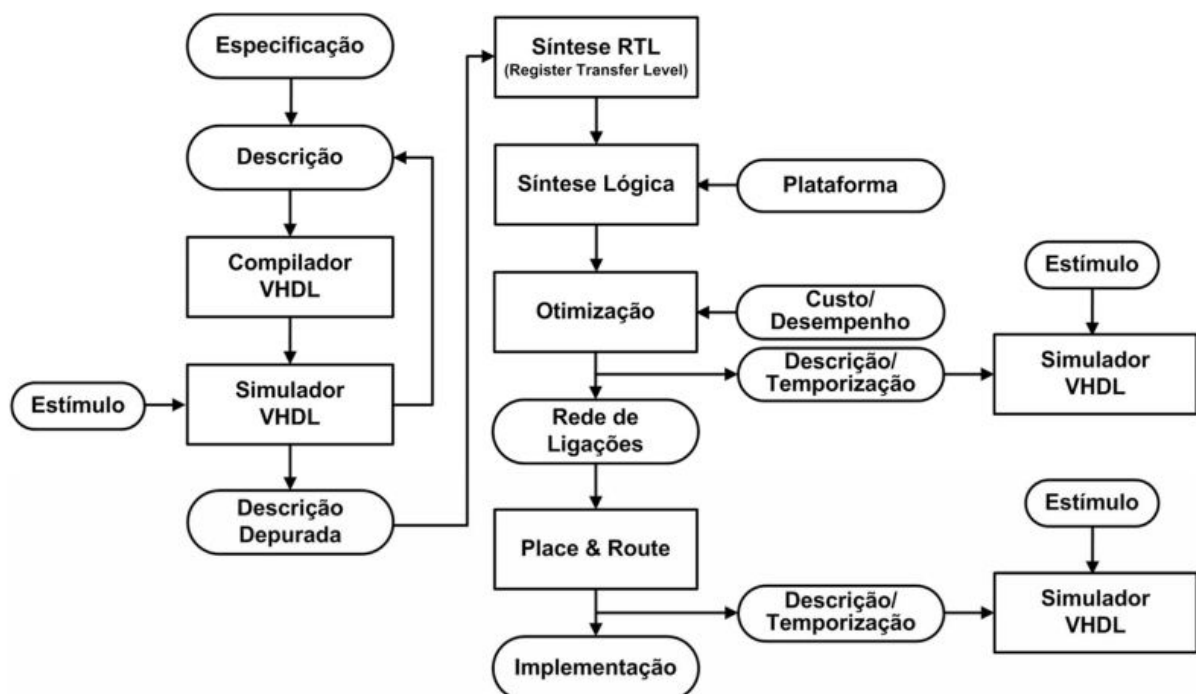 Especificação
Descrição
Compilador
VHDL
Estímulo
Simulador
VHDL
Descrição
Depurada
Síntese RTL
(Register Transfer Level)
Síntese Lógica
Plataforma
Otimização
Custo/
Desempenho
Descrição/
Temporização
Estímulo
Simulador
VHDL
Rede de
Ligações
Place & Route
Descrição/
Temporização
Estímulo
Simulador
VHDL
Implementação